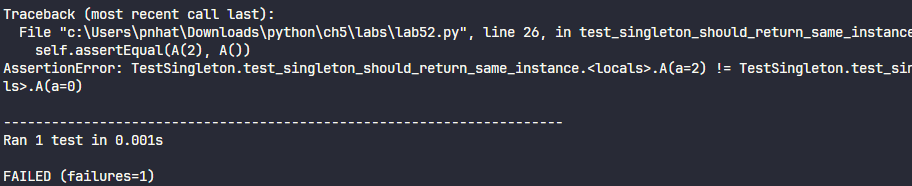 Traceback (most recent call last):
  File "c:\Users\pnhat\Downloads\python\ch5\labs\lab52.py", line 26, in test_singleton_should_return_same_instance
    self.assertEqual(A(2), A())
AssertionError: TestSingleton.test_singleton_should_return_same_instance.<locals>.A(a=2) != TestSingleton.test_sin
ls>.A(a=0)
----------------------------------------------------------------------
Ran 1 test in 0.001s
FAILED (failures=1)